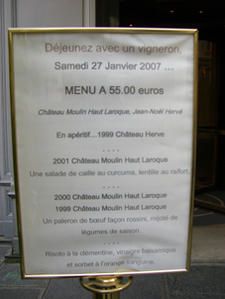 Déjeunez avec un vigneron,
Samedi 27 Janvier 2007 ...
MENU A 55.00 euros
Château Moulin Haut Laroque, Jean-Noël Hervé
En apéritif...1999 Château Herve
....
2001 Château Moulin Haut Laroque
Une salade de caille au curcuma, lentille au raifort.
....
2000 Château Moulin Haut Laroque
1999 Château Moulin Haut Laroque
Un paleron de bœuf façon rossini, mijoté de
légumes de saison.
....
Risoto à la clémentine, vinaigre balsamique
et sorbet à l'orange sanguine.